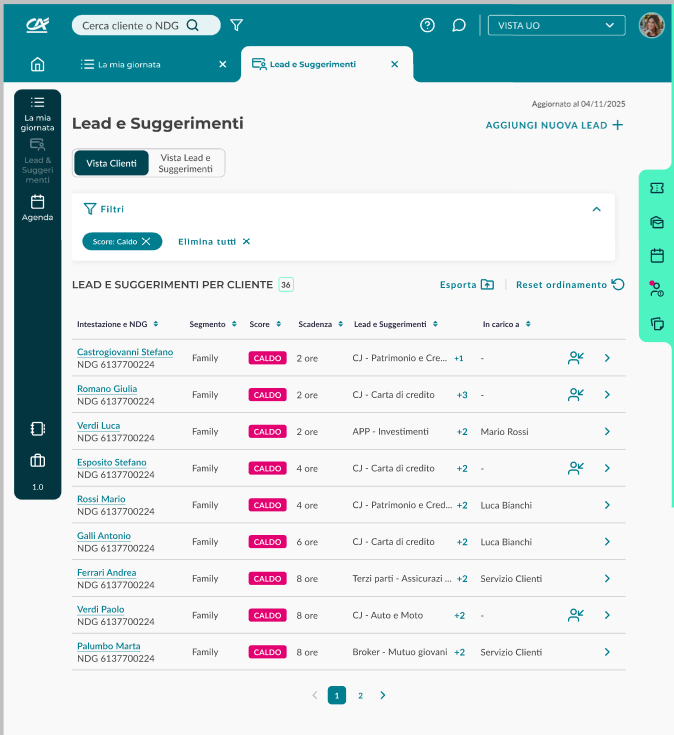 CA
Cerca cliente o NDG
VISTA UO
La mia giornata
Lead e Suggerimenti
La mia
giornata
Lead &
Suggeri
menti
Agenda
1.0
Aggiornato al 04/11/2025
Lead e Suggerimenti
AGGIUNGI NUOVA LEAD
Vista Clienti
Vista Lead e
Suggerimenti
Filtri
Score: Caldo
Elimina tutti
LEAD E SUGGERIMENTI PER CLIENTE 36
Esporta
Reset ordinamento
Intestazione e NDG Segmento Score Scadenza Lead e Suggerimenti In carico a
Castrogiovanni Stefano
NDG 6137700224
Family CALDO 2 ore CJ - Patrimonio e Cre... +1 -
Romano Giulia
NDG 6137700224
Family CALDO 2 ore CJ - Carta di credito +3 -
Verdi Luca
NDG 6137700224
Family CALDO 2 ore APP - Investimenti +2 Mario Rossi
Esposito Stefano
NDG 6137700224
Family CALDO 4 ore CJ - Carta di credito +2 -
Rossi Mario
NDG 6137700224
Family CALDO 4 ore CJ - Patrimonio e Cred... +2 Luca Bianchi
Galli Antonio
NDG 6137700224
Family CALDO 6 ore CJ - Carta di credito +2 Luca Bianchi
Ferrari Andrea
NDG 6137700224
Family CALDO 8 ore Terzi parti - Assicurazi ... +2 Servizio Clienti
Verdi Paolo
NDG 6137700224
Family CALDO 8 ore CJ - Auto e Moto +2 -
Palumbo Marta
NDG 6137700224
Family CALDO 8 ore Broker - Mutuo giovani +2 Servizio Clienti
1 2